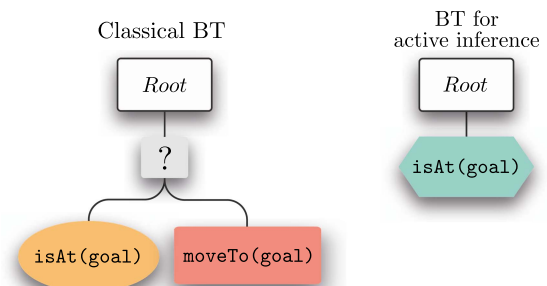 Classical BT
BT for
active inference
Root
Root
?
isAt(goal)
isAt(goal)
moveTo(goal)